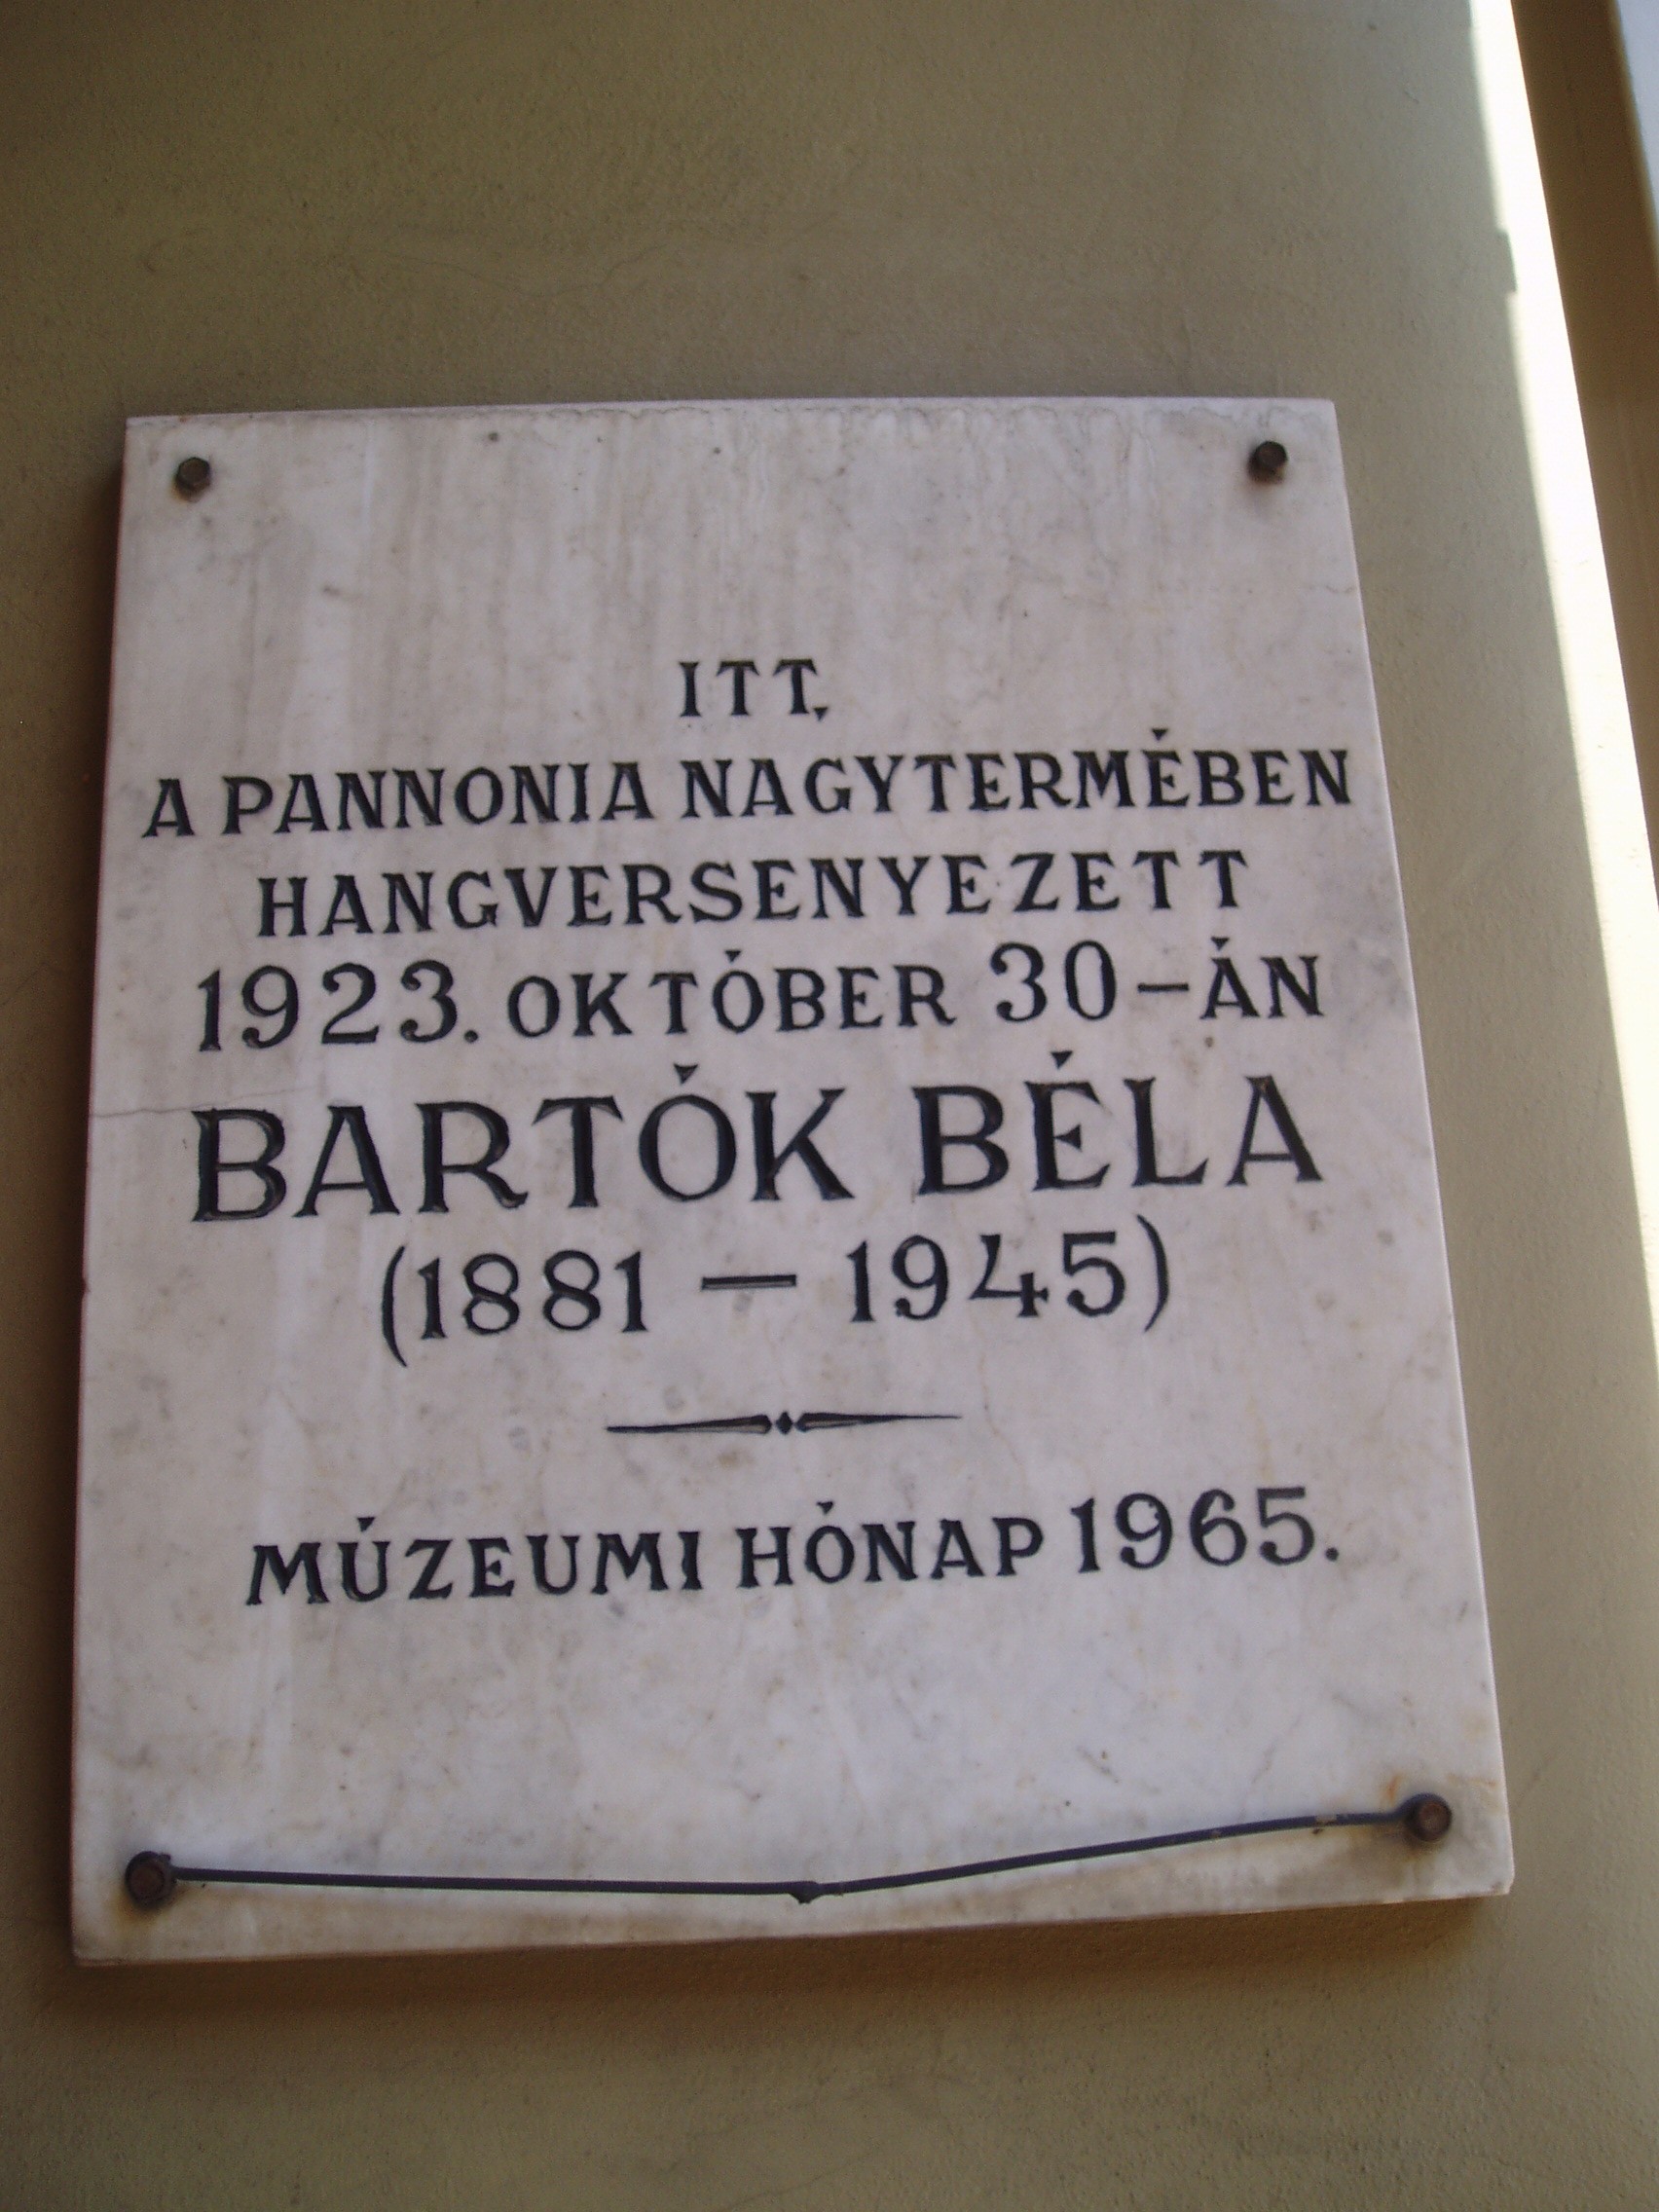 ITT,
A PANNONIA NAGYTERMÉBEN
HANGVERSENYEZETT
1923. OKTÓBER 30-ÁN
BARTÓK BÉLA
(1881 — 1945)
MÚZEUMI HÓNAP 1965.